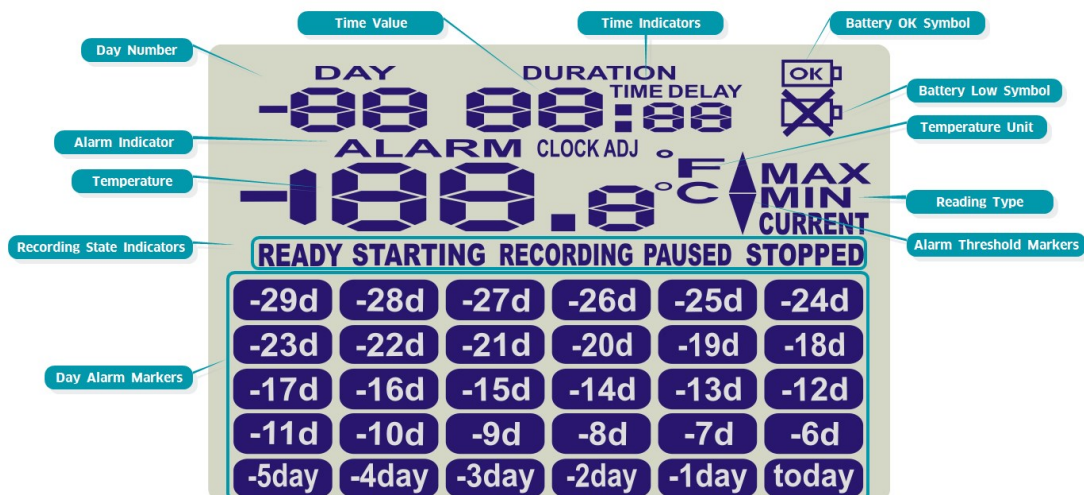 Time Value
Time Indicators
Battery OK Symbol
Day Number
DAY
DURATION
OK
TIME DELAY
-88 88:88
Battery Low Symbol
Alarm Indicator
ALARM
CLOCK ADJ
Temperature Unit
Temperature
-188.8
°F
°C
MAX
MIN
CURRENT
Reading Type
Recording State Indicators
READY STARTING RECORDING PAUSED STOPPED
Alarm Threshold Markers
-29d -28d -27d -26d -25d -24d
-23d -22d -21d -20d -19d -18d
Day Alarm Markers
-17d -16d -15d -14d -13d -12d
-11d -10d -9d -8d -7d -6d
-5day -4day -3day -2day -1day today